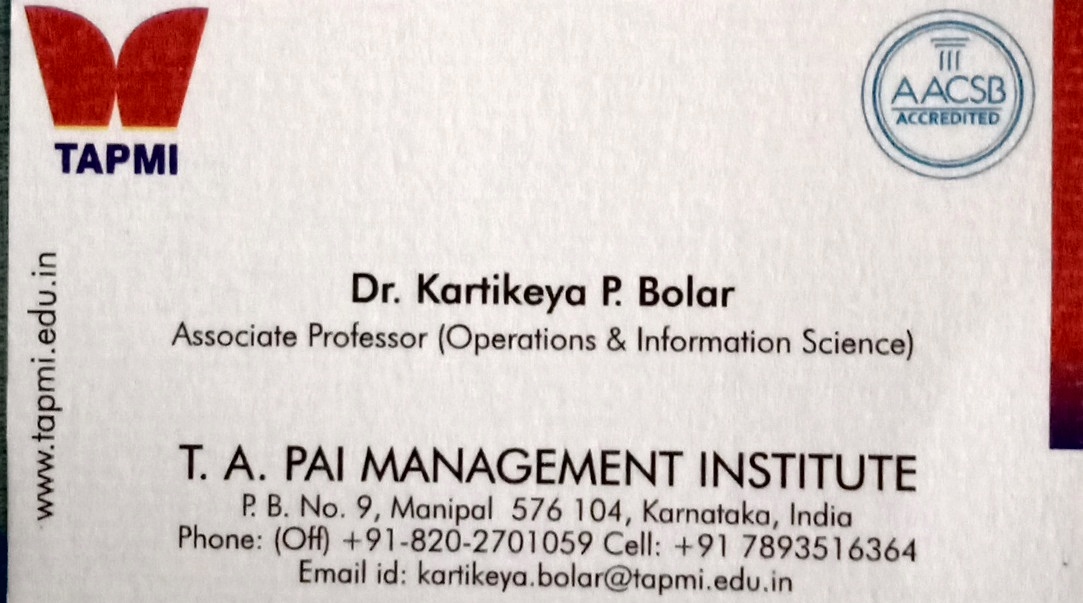 TAPMI
AACSB
ACCREDITED
www.tapmi.edu.in
Dr. Kartikeya P. Bolar
Associate Professor (Operations & Information Science)
T. A. PAI MANAGEMENT INSTITUTE
P. B. No. 9, Manipal 576 104, Karnataka, India
Phone: (Off) +91-820-2701059 Cell: +91 7893516364
Email id: kartikeya.bolar@tapmi.edu.in